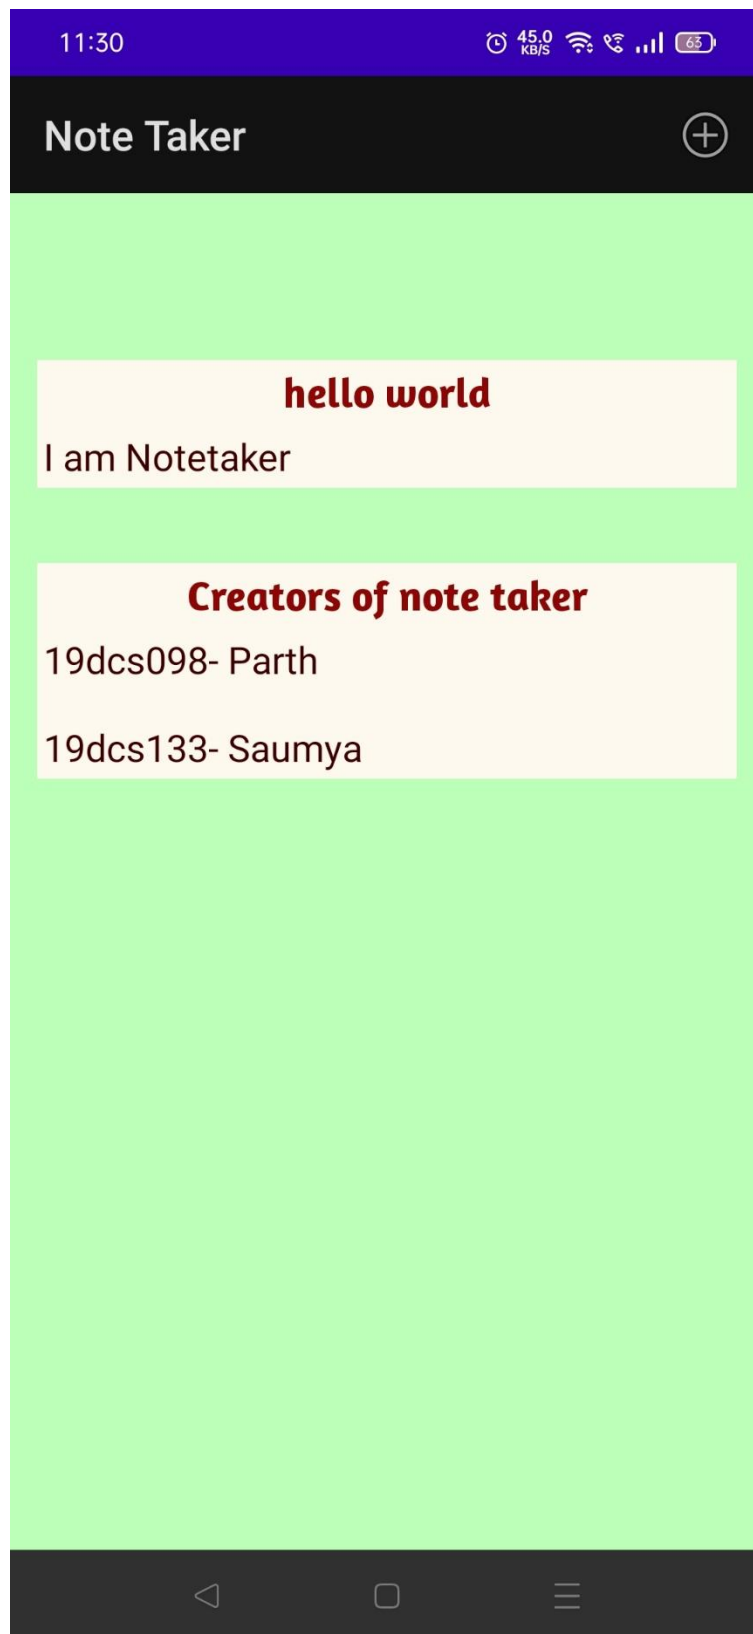 11:30
45.0
KB/S
63
Note Taker
hello world
I am Notetaker
Creators of note taker
19dcs098- Parth
19dcs133- Saumya